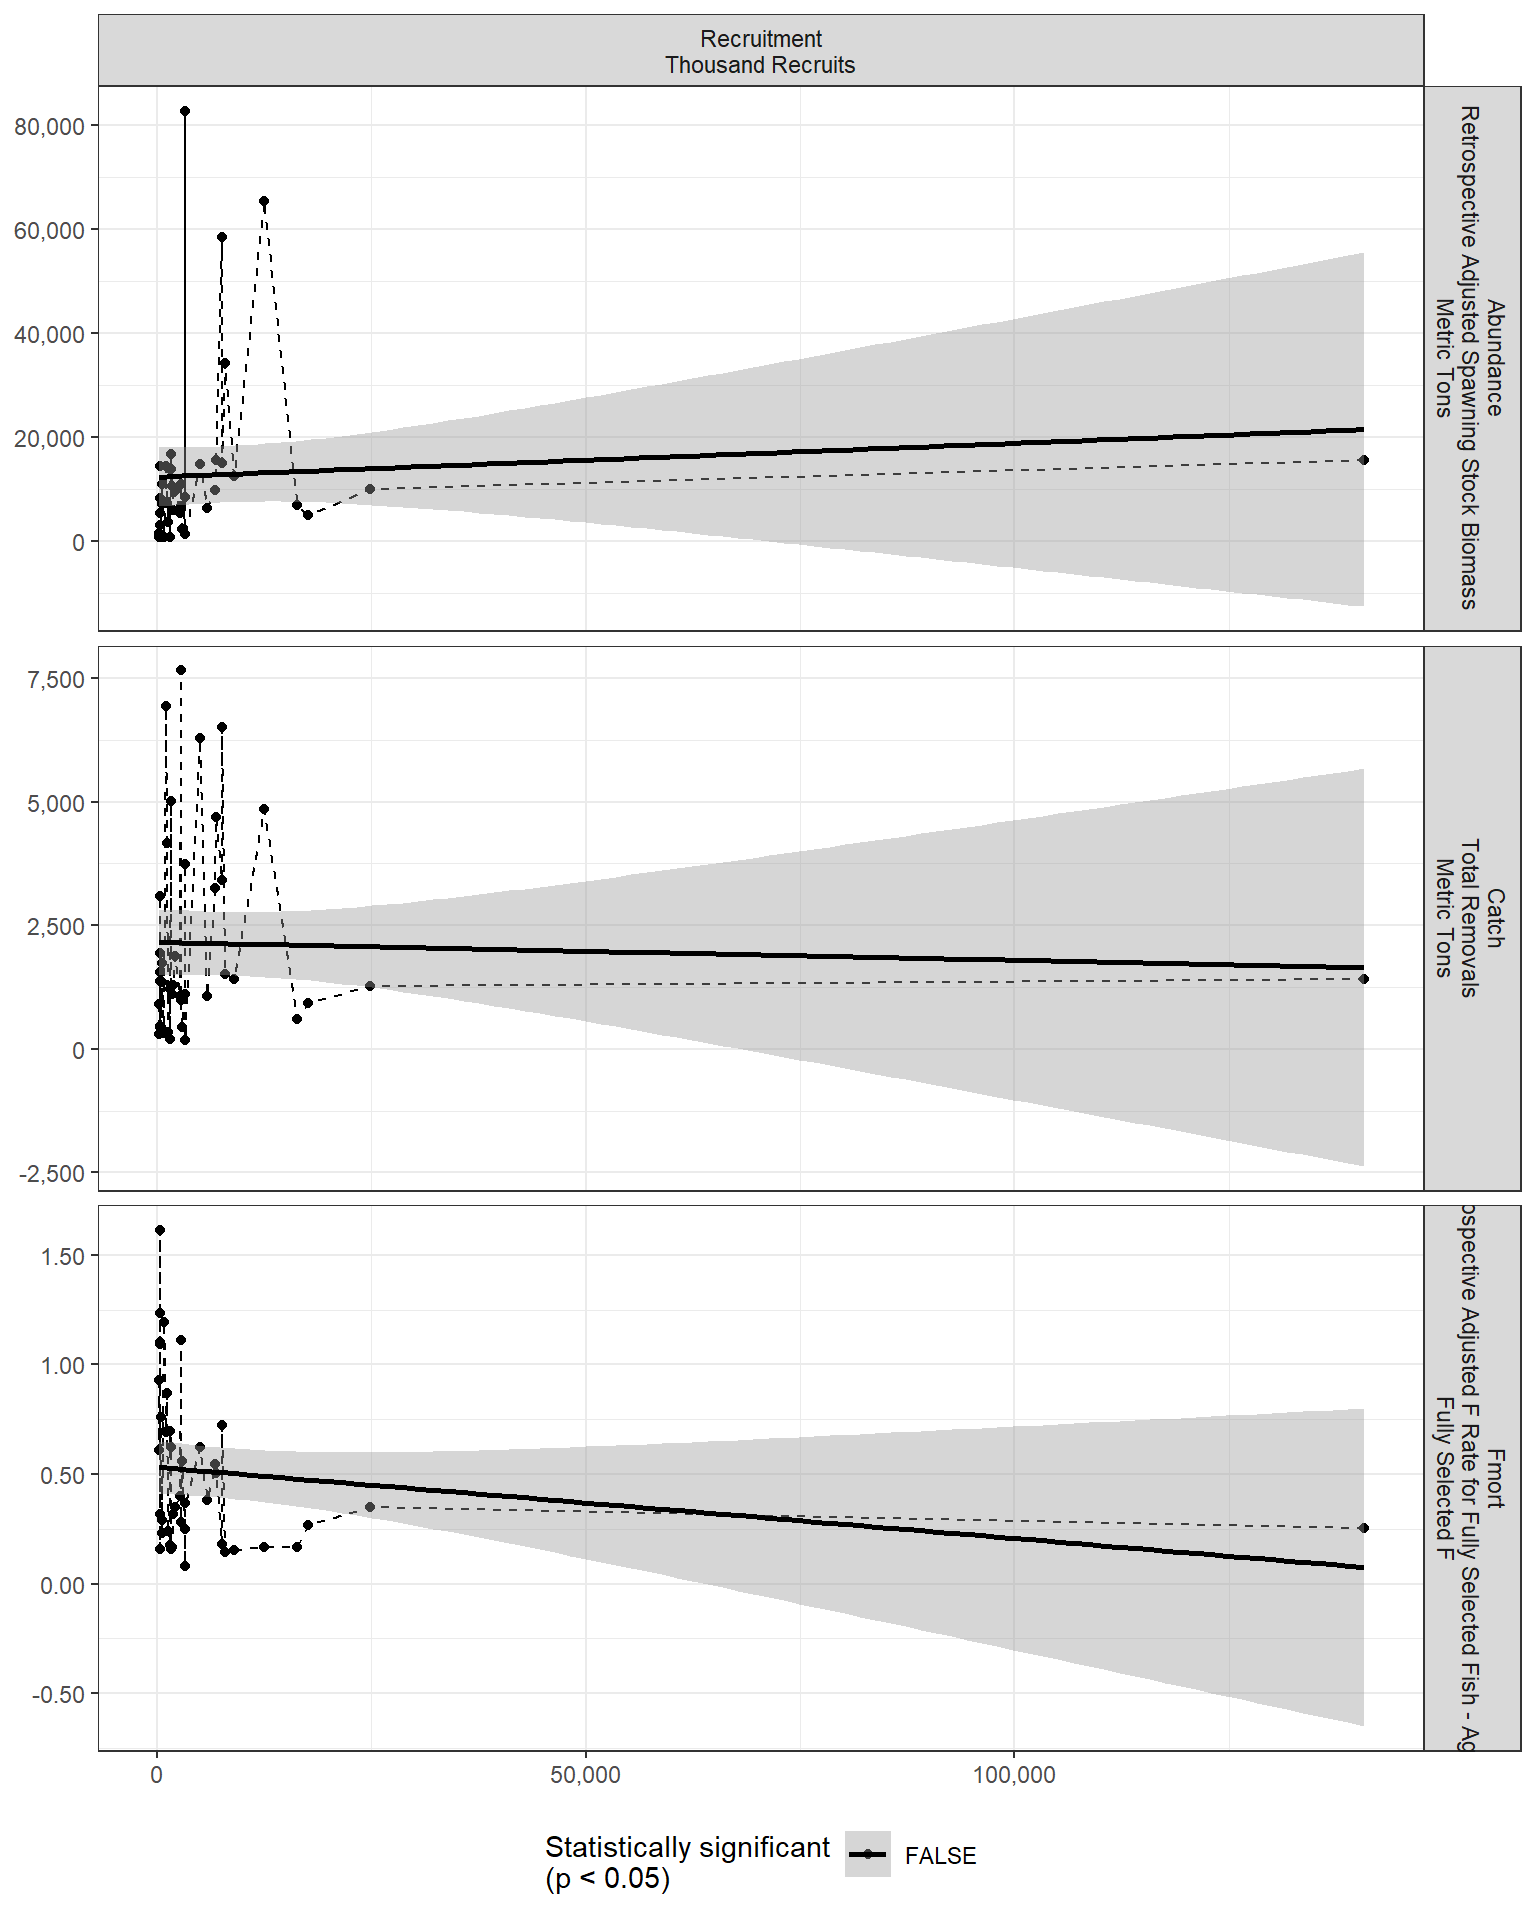 Recruitment
Thousand Recruits
80,000
60,000
40,000
20,000
0
Abundance
Retrospective Adjusted Spawning Stock Biomass
Metric Tons
7,500
5,000
2,500
0
-2,500
Catch
Total Removals
Metric Tons
1.50
1.00
0.50
0.00
-0.50
Fmort
ospective Adjusted F Rate for Fully Selected Fish - Ag
Fully Selected F
0
50,000
100,000
Statistically significant
(p < 0.05)
FALSE